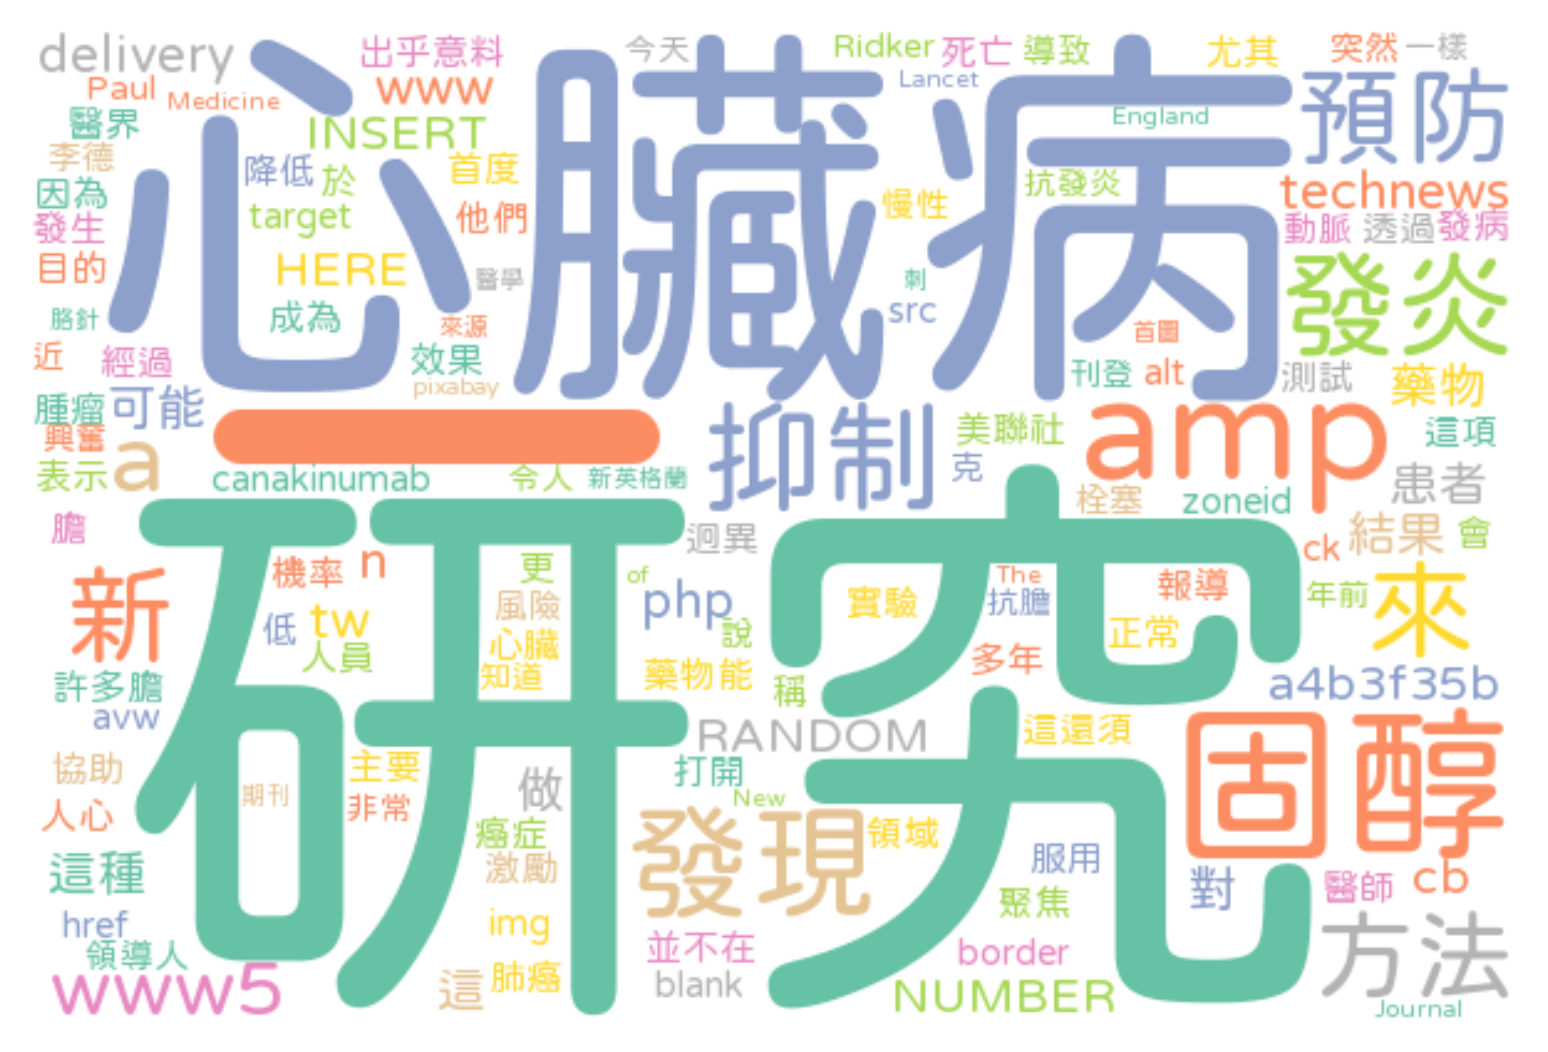 delivery
出乎意料
今天
Ridker
死亡
導致
尤其
突然
一樣
Paul
Medicine
www
Lancet
心臟病
預防
醫界
INSERT
England
李德
降低
於
首度
抗發炎
technews
因為
target
他們
慢性
動脈
透過
發病
發生
目的
HERE
醫學
刺
發炎
胳針
成為
來源
src
首圖
近
經過
效果
刊登
alt
測試
藥物
pixabay
腫瘤
可能
一
抑制
美聯社
amp
這項
興奮
a
表示
canakinumab
令人
新英格蘭
克
患者
栓塞
zoneid
膽
研究
迥異
ck
結果
會
新
機率
n
更
of
php
實驗
The
抗膽
報導
年前
來
低
tw
風險
說
正常
人員
心臟
多年
許多膽
知道
藥物能
稱
a4b3f35b
avw
RANDOM
這還須
固醇
協助
主要
打開
期刊
非常
做
New
人心
發現
領域
癌症
這種
激勵
服用
對
醫師
cb
聚焦
href
img
方法
領導人
並不在
border
www5
這
肺癌
blank
NUMBER
Journal